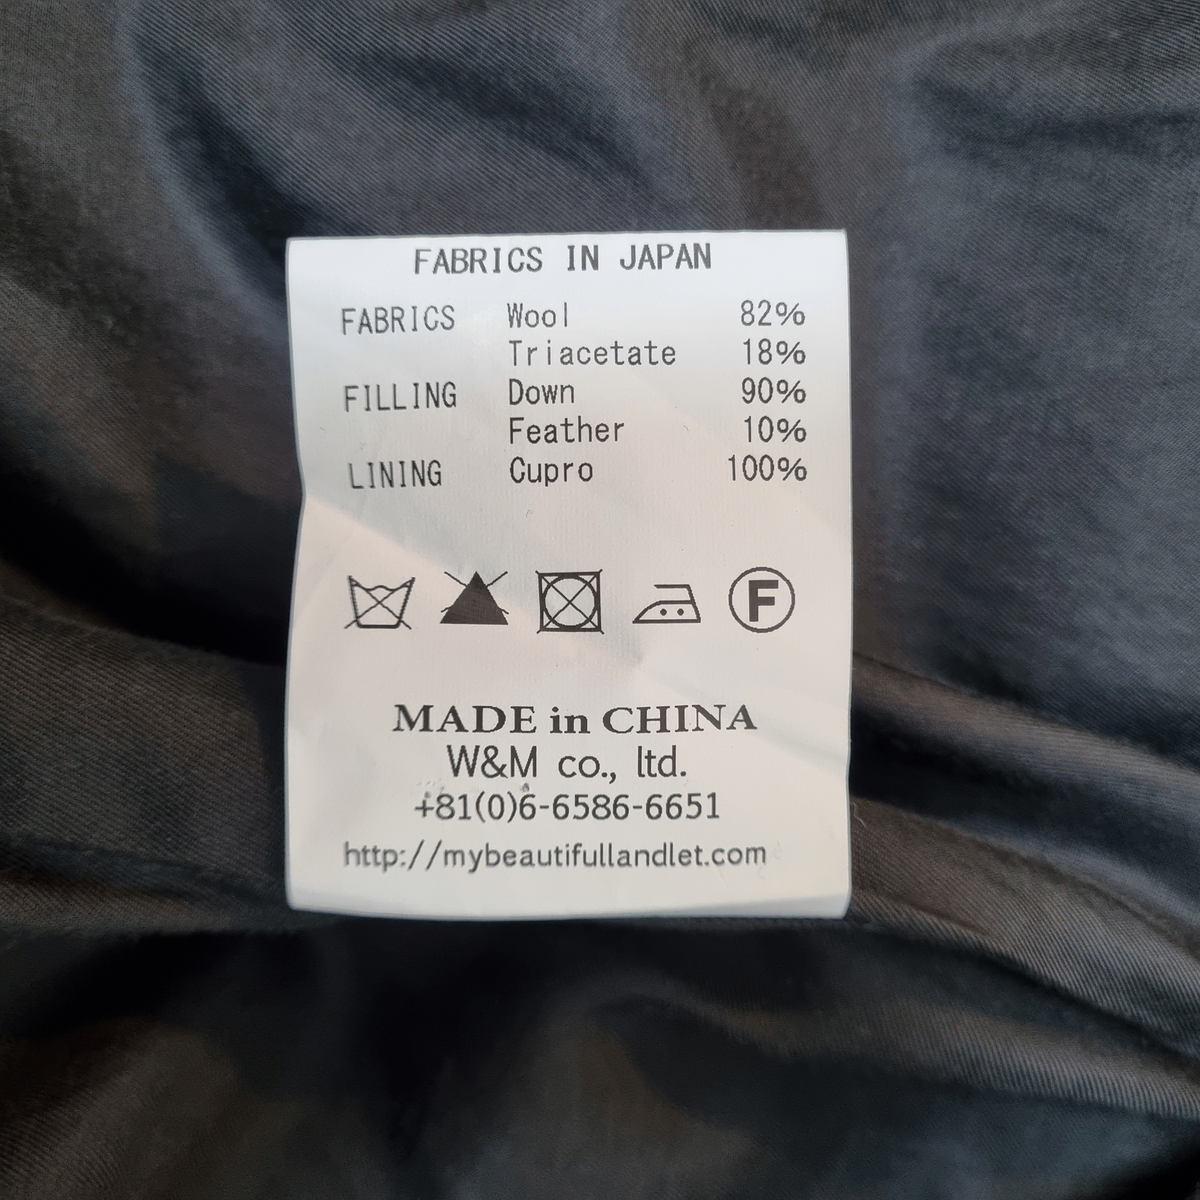 FABRICS IN JAPAN
FABRICS Wool 82%
Triacetate 18%
FILLING Down 90%
Feather 10%
LINING Cupro 100%
F
MADE in CHINA
W&M co., ltd.
+81(0)6-6586-6651
http://mybeautifullandlet.com